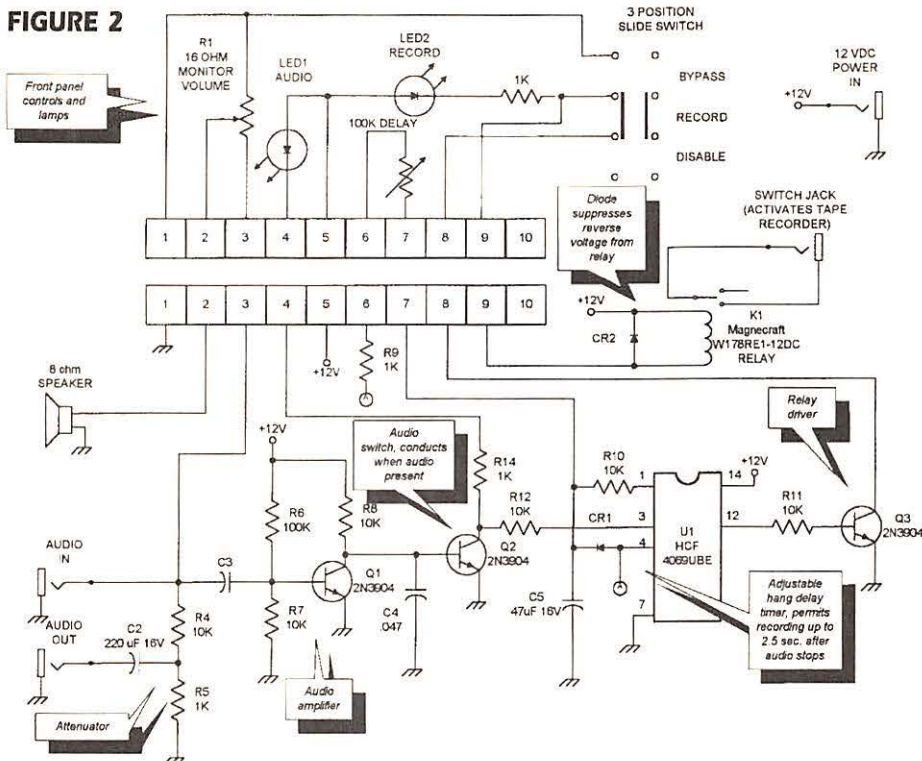 FIGURE 2
3 POSITION
SLIDE SWITCH
R1
16 OHM
MONITOR
VOLUME
LED1
AUDIO
LED2
RECORD
1K
100K DELAY
BYPASS
RECORD
DISABLE
12 VDC
POWER
IN
+12V
Front panel
controls and
lamps
Diode
suppresses
reverse
voltage from
relay
SWITCH JACK
(ACTIVATES TAPE
RECORDER)
1 2 3 4 5 6 7 8 9 10
1 2 3 4 5 6 7 8 9 10
+12V
CR2
K1
Magnecraft
W178RE1-12DC
RELAY
8 ohm
SPEAKER
+12V
R9
1K
A
+12V
Audio
switch, conducts
when audio
present
Relay
driver
R6
100K
R8
10K
R14
1K
R12
10K
R10
10K
1
14
+12V
CR1
3
4
7
12
U1
HCF
4069UBE
R11
10K
Q3
2N3904
AUDIO
IN
C3
Q1
2N3904
Q2
2N3904
A
AUDIO
OUT
C2
220 uF 16V
R4
10K
R7
10K
C4
.047
C5
47uF 16V
Adjustable
hang delay
timer, permits
recording up to
2.5 sec. after
audio stops
R5
1K
Attenuator
Audio
amplifier